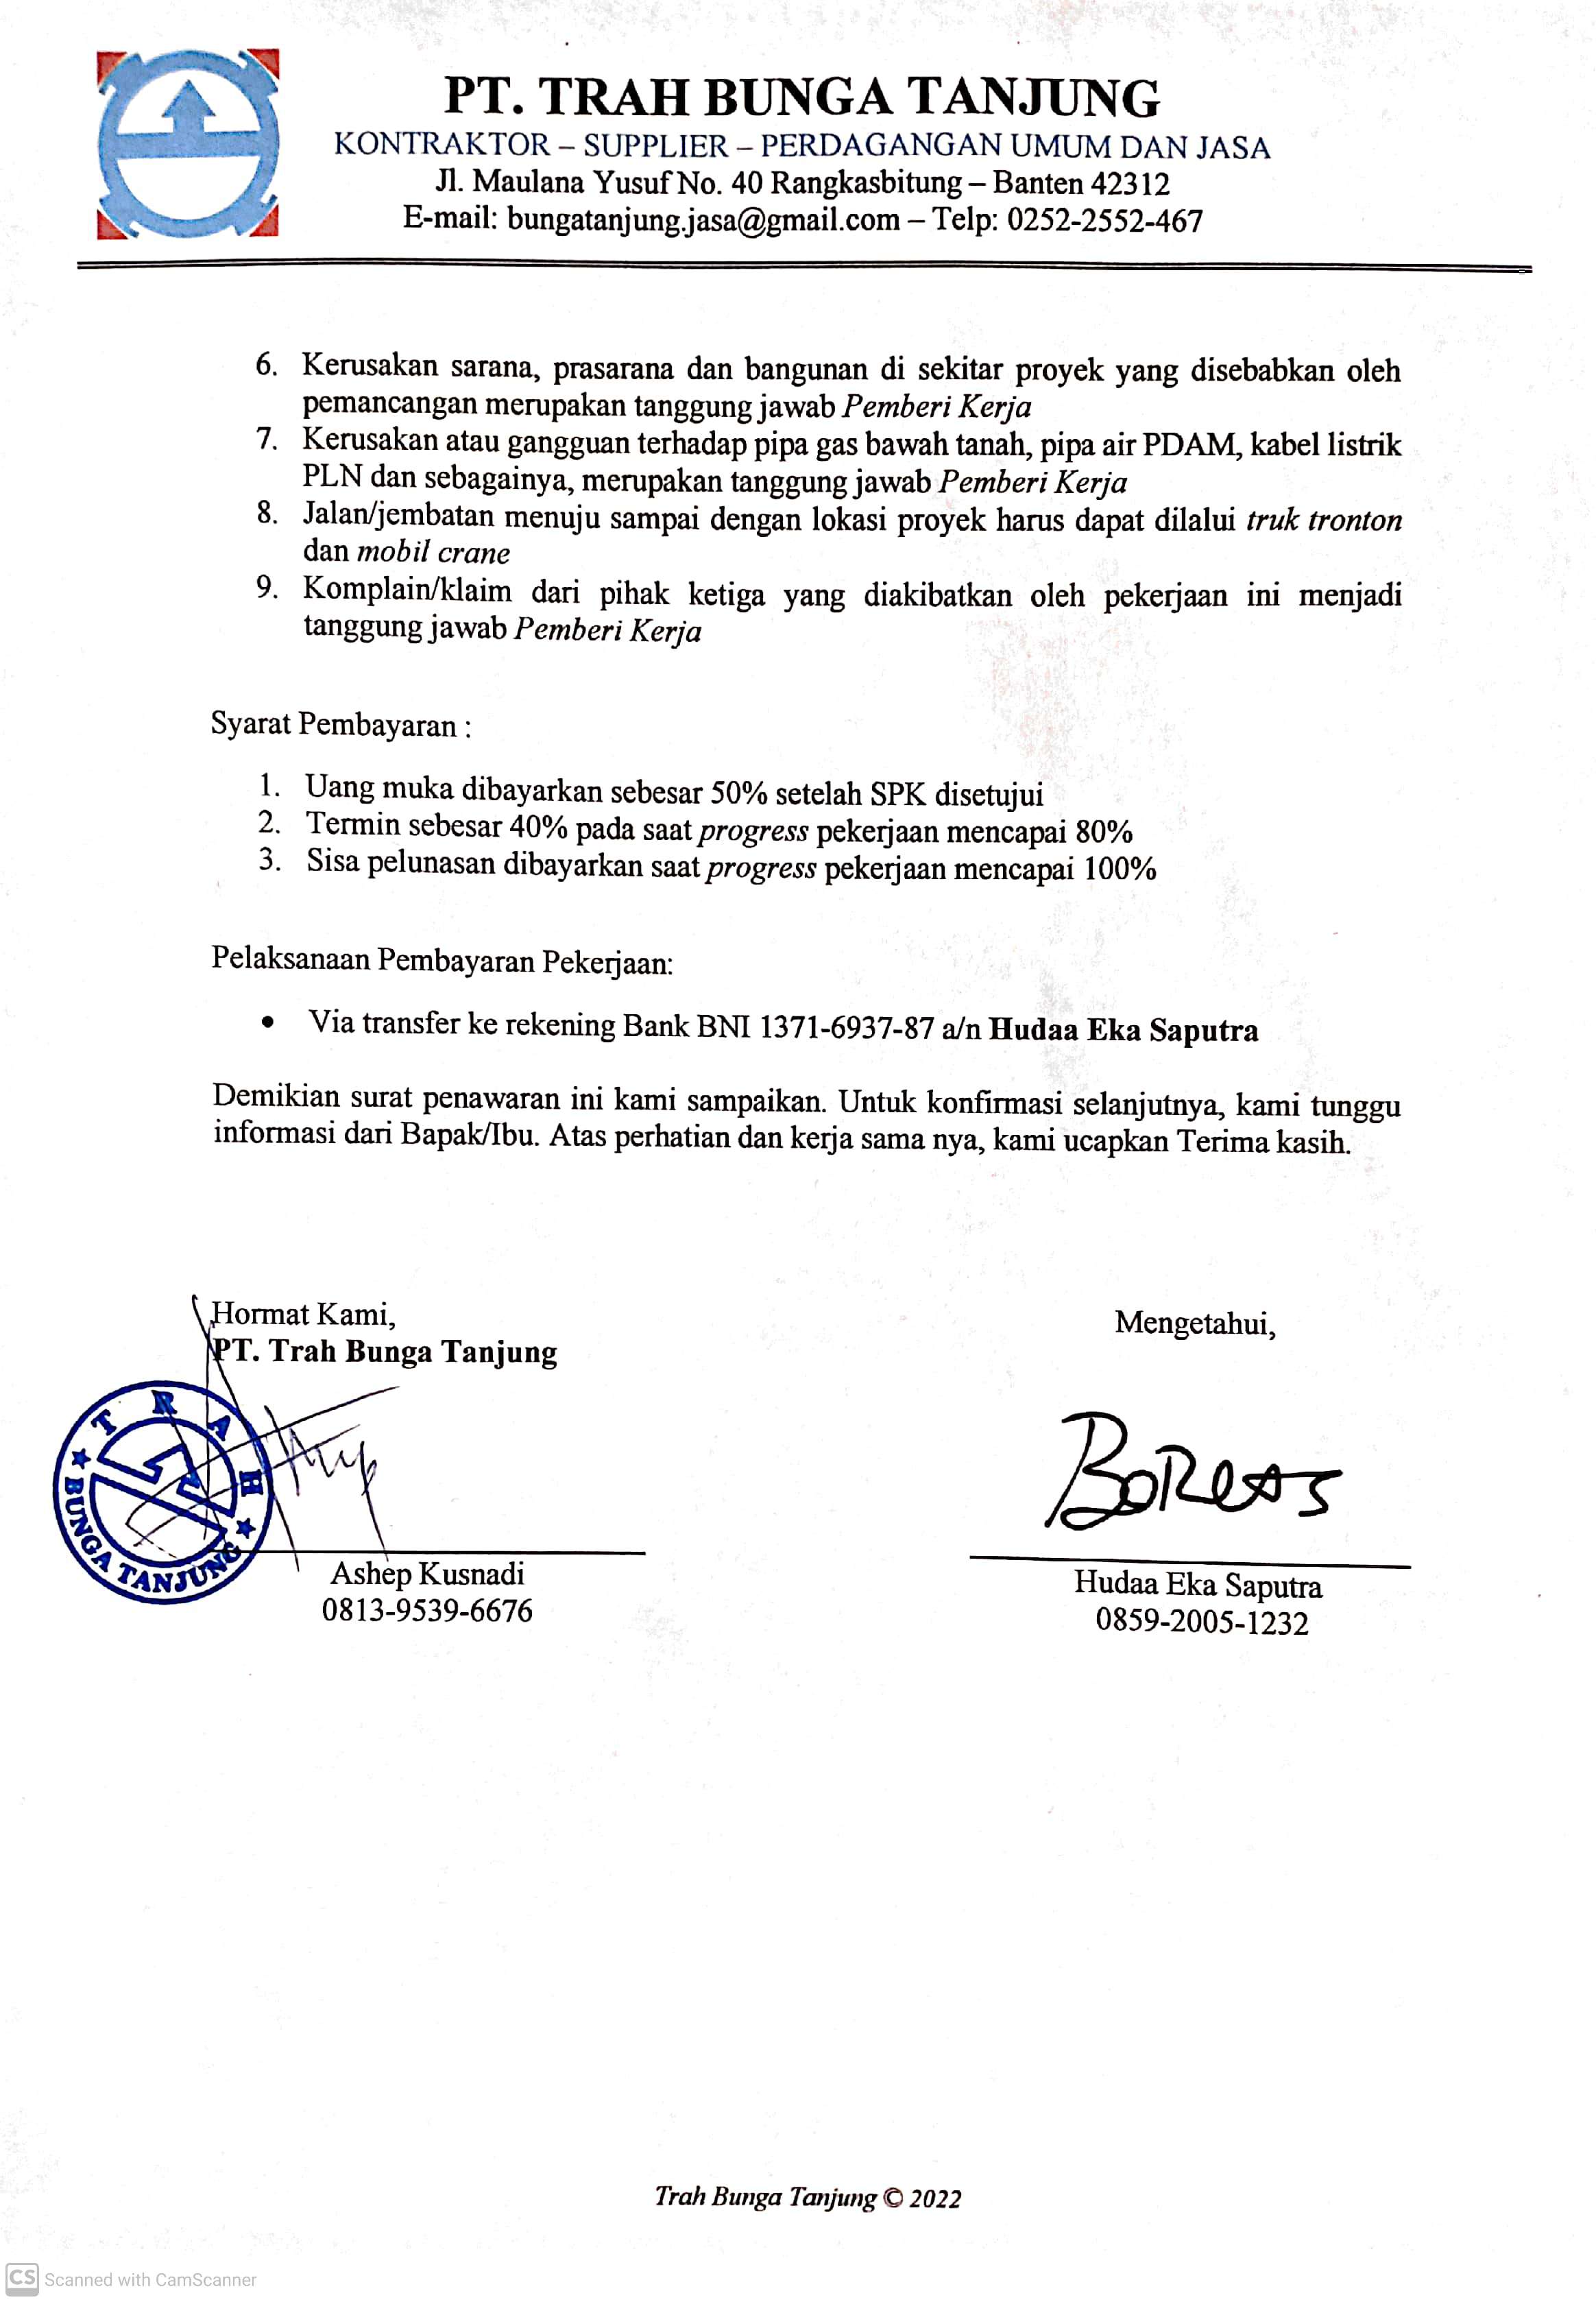 PT. TRAH BUNGA TANJUNG
KONTRAKTOR – SUPPLIER – PERDAGANGAN UMUM DAN JASA
Jl. Maulana Yusuf No. 40 Rangkasbitung – Banten 42312
E-mail: bungatanjung.jasa@gmail.com – Telp: 0252-2552-467
6. Kerusakan sarana, prasarana dan bangunan di sekitar proyek yang disebabkan oleh
pemancangan merupakan tanggung jawab Pemberi Kerja
7. Kerusakan atau gangguan terhadap pipa gas bawah tanah, pipa air PDAM, kabel listrik
PLN dan sebagainya, merupakan tanggung jawab Pemberi Kerja
8. Jalan/jembatan menuju sampai dengan lokasi proyek harus dapat dilalui truk tronton
dan mobil crane
9. Komplain/klaim dari pihak ketiga yang diakibatkan oleh pekerjaan ini menjadi
tanggung jawab Pemberi Kerja
Syarat Pembayaran :
1. Uang muka dibayarkan sebesar 50% setelah SPK disetujui
2. Termin sebesar 40% pada saat progress pekerjaan mencapai 80%
3. Sisa pelunasan dibayarkan saat progress pekerjaan mencapai 100%
Pelaksanaan Pembayaran Pekerjaan:
• Via transfer ke rekening Bank BNI 1371-6937-87 a/n Hudaa Eka Saputra
Demikian surat penawaran ini kami sampaikan. Untuk konfirmasi selanjutnya, kami tunggu
informasi dari Bapak/Ibu. Atas perhatian dan kerja sama nya, kami ucapkan Terima kasih.
Hormat Kami,
PT. Trah Bunga Tanjung
TRAH
BUNGA TANJUNG
Ashep Kusnadi
0813-9539-6676
Mengetahui,
Hudaa Eka Saputra
0859-2005-1232
Trah Bunga Tanjung © 2022
CS Scanned with CamScanner